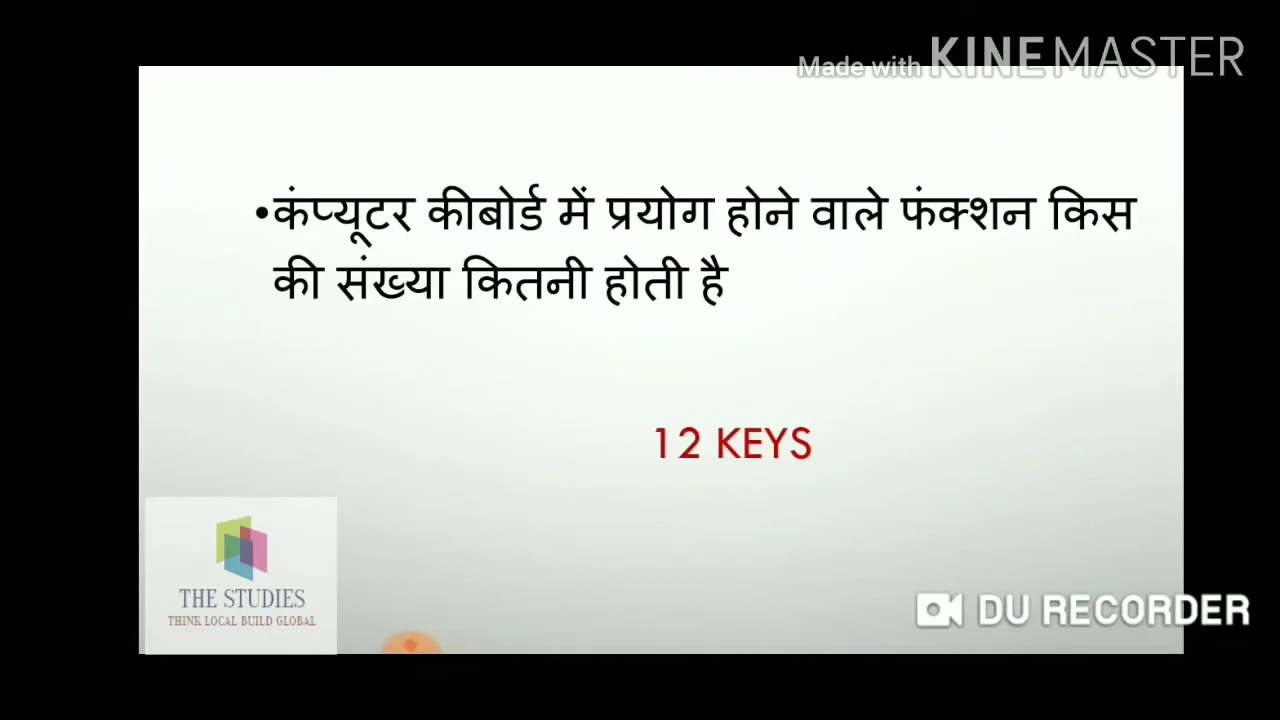 Made with KINEMASTER
•कंप्यूटर कीबोर्ड में प्रयोग होने वाले फंक्शन किस
की संख्या कितनी होती है
12 KEYS
THE STUDIES
THINK LOCAL BUILD GLOBAL
DU RECORDER